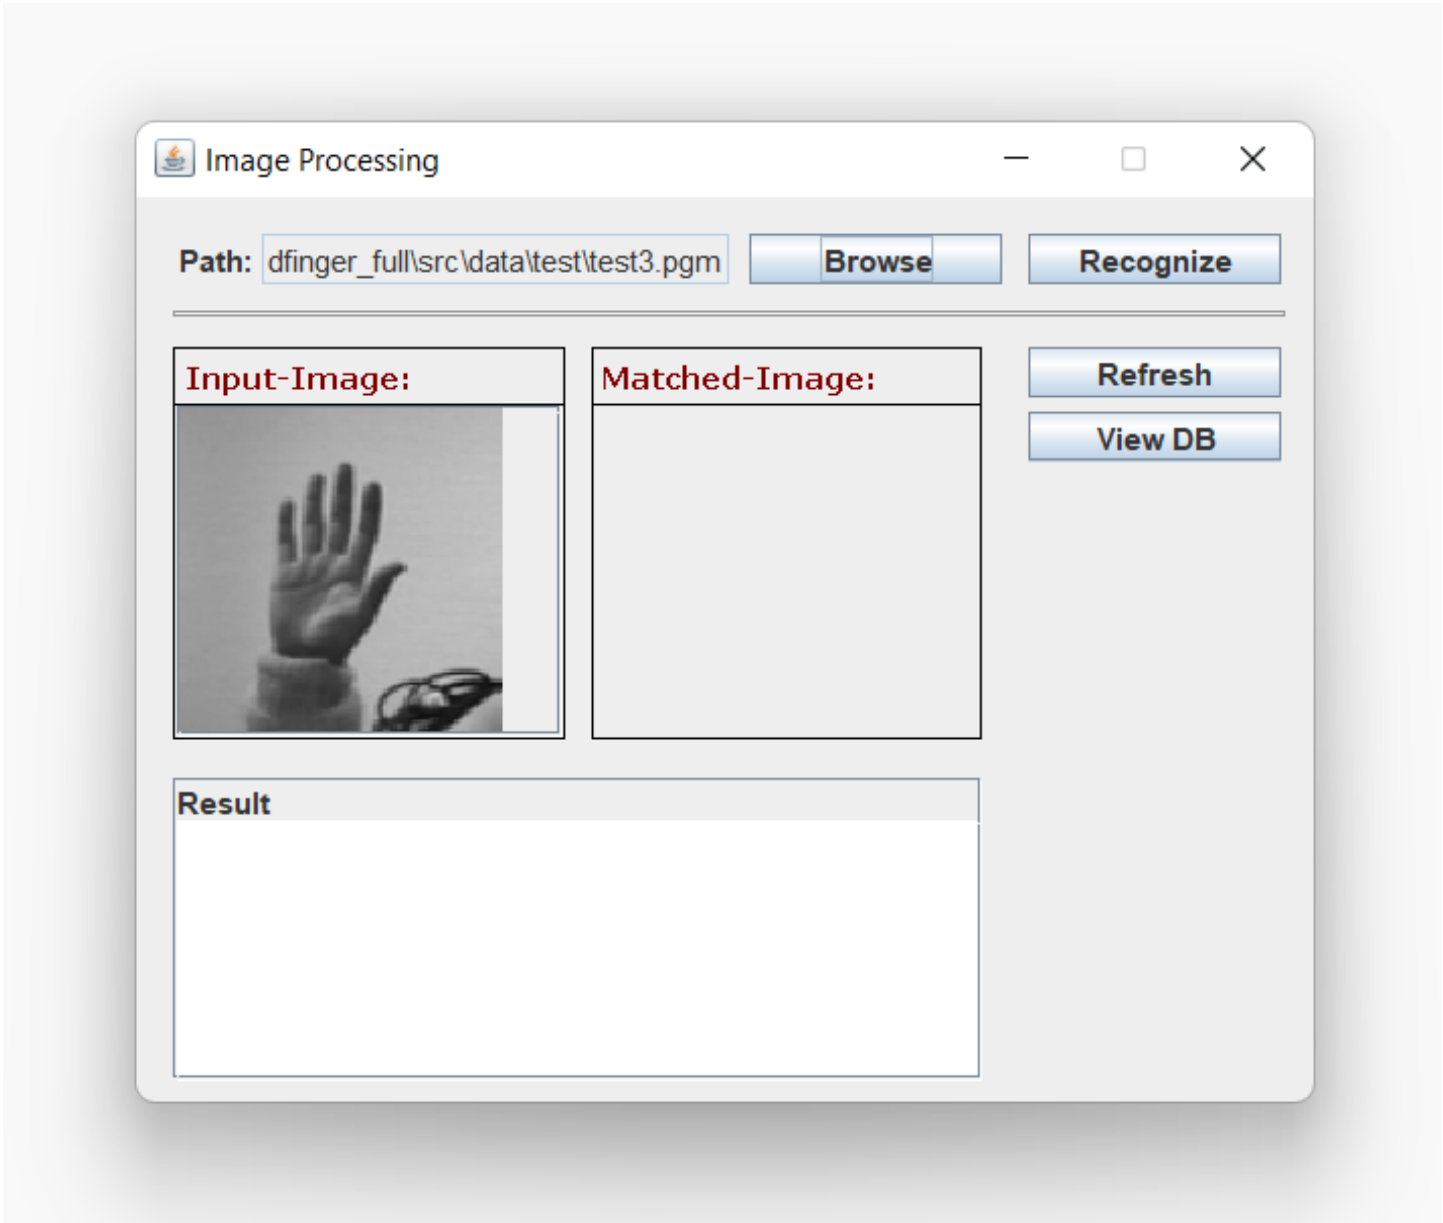 Image Processing
Path: dfinger_full\src\data\test\test3.pgm Browse Recognize
Input-Image: Matched-Image: Refresh
View DB
Result